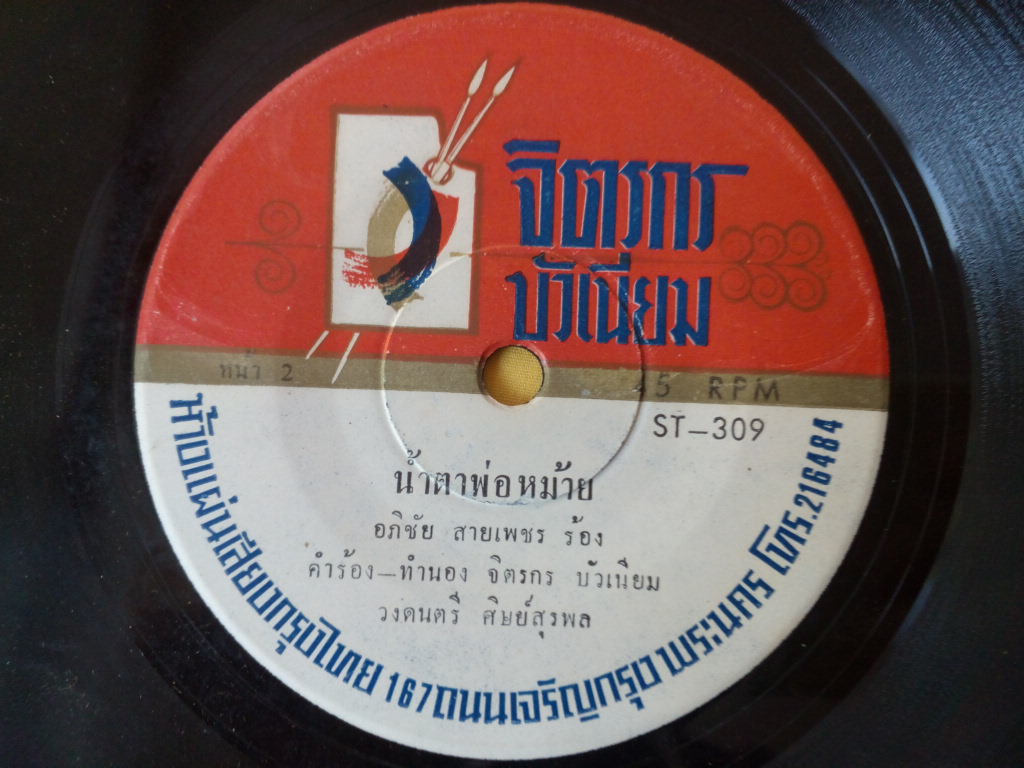 จิตรกร
บัวเนียม
หน้า 2
45 RPM
ST-309
น้ำตาพ่อหม้าย
อภิชัย สายเพชร ร้อง
คำร้อง-ทำนอง จิตรกร บัวเนียม
วงดนตรี ศิษย์สุรพล
ห้างแผ่นเสียงกรุงไทย 167 ถนนเจริญกรุง พระนคร โทร.216484